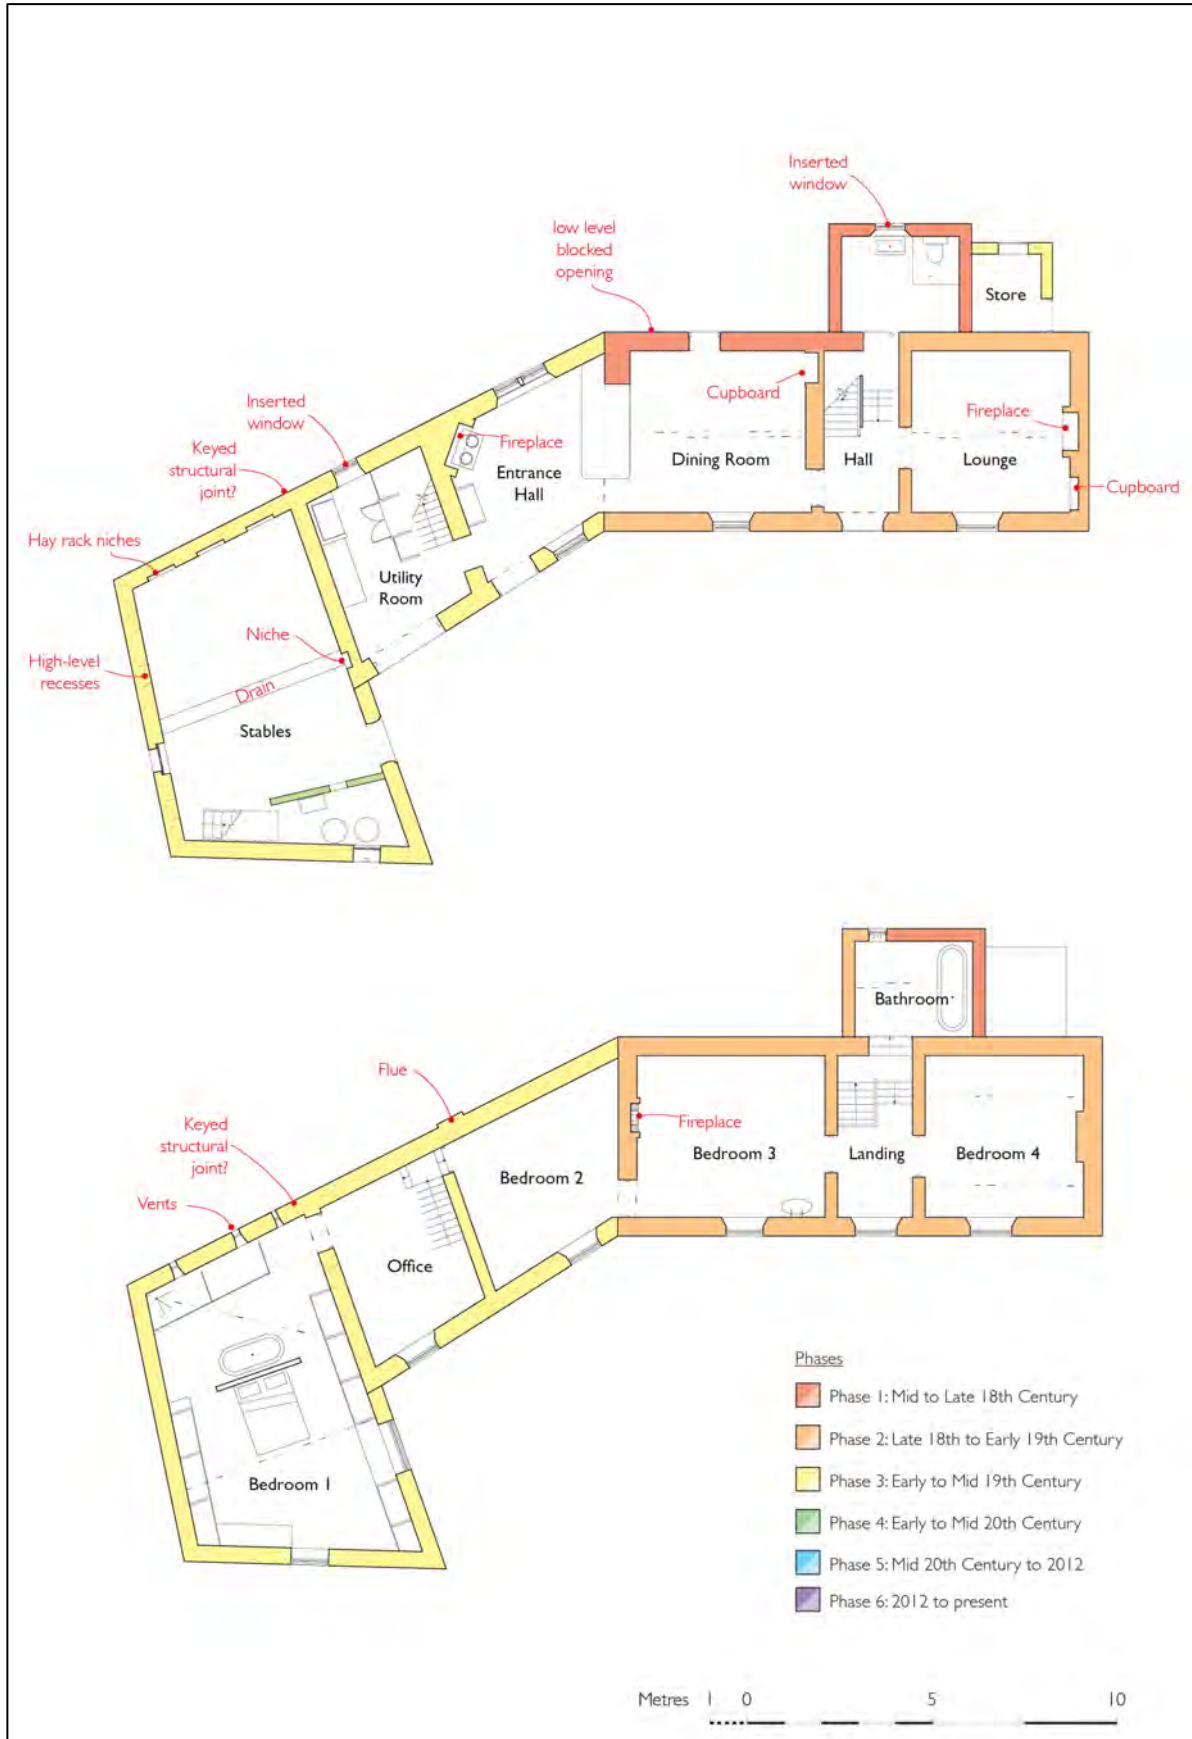 Inserted
window
low level
blocked
opening
Store
Cupboard
Inserted
window
Fireplace
Fireplace
Keyed
structural
joint?
Entrance
Hall
Dining Room
Hall
Lounge
Cupboard
Hay rack niches
Utility
Room
Niche
High-level
recesses
Drain
Stables
Bathroom
Flue
Fireplace
Keyed
structural
joint?
Bedroom 3
Landing
Bedroom 4
Bedroom 2
Vents
Office
Bedroom 1
Phases
Phase 1: Mid to Late 18th Century
Phase 2: Late 18th to Early 19th Century
Phase 3: Early to Mid 19th Century
Phase 4: Early to Mid 20th Century
Phase 5: Mid 20th Century to 2012
Phase 6: 2012 to present
Metres 1 0 5 10